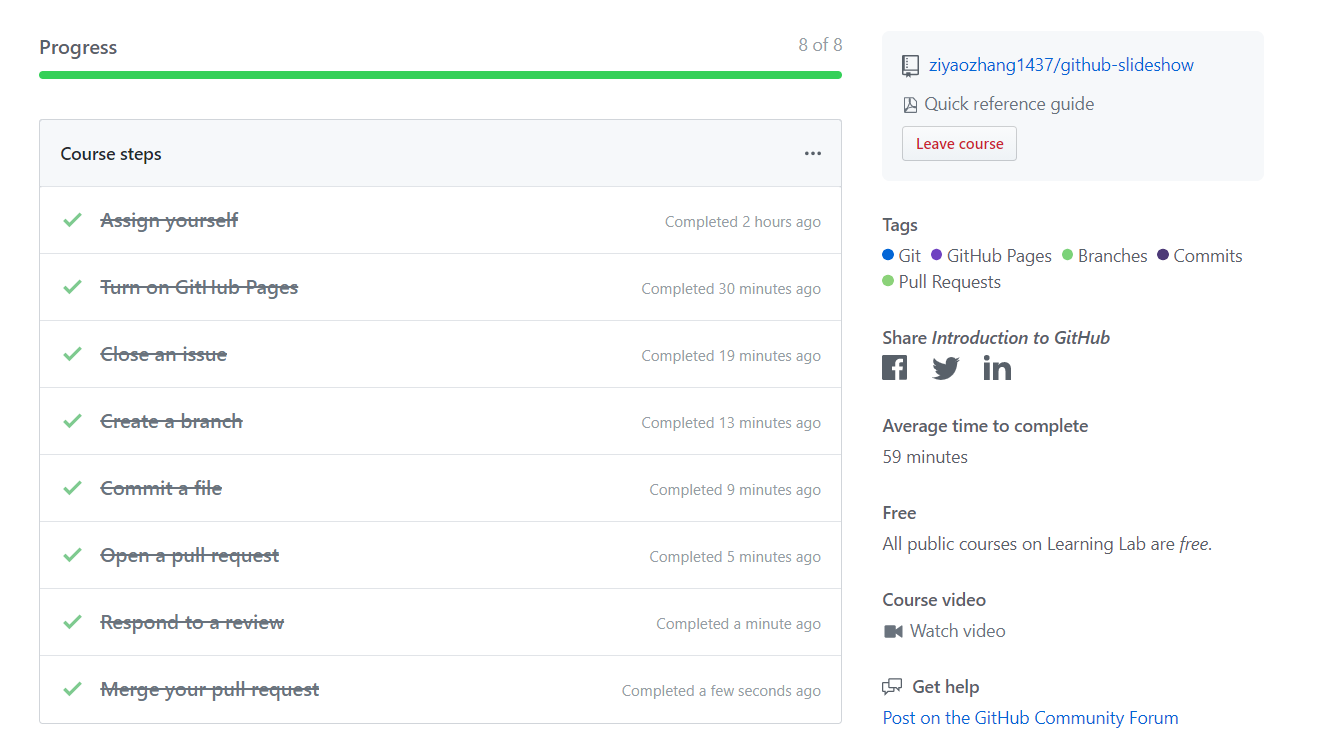 Progress
8 of 8
Course steps
Assign yourself
Completed 2 hours ago
Turn on GitHub Pages
Completed 30 minutes ago
Close an issue
Completed 19 minutes ago
Create a branch
Completed 13 minutes ago
Commit a file
Completed 9 minutes ago
Open a pull request
Completed 5 minutes ago
Respond to a review
Completed a minute ago
Merge your pull request
Completed a few seconds ago
ziyaozhang1437/github-slideshow
Quick reference guide
Leave course
Tags
Git GitHub Pages Branches Commits
Pull Requests
Share Introduction to GitHub
Average time to complete
59 minutes
Free
All public courses on Learning Lab are free.
Course video
Watch video
Get help
Post on the GitHub Community Forum